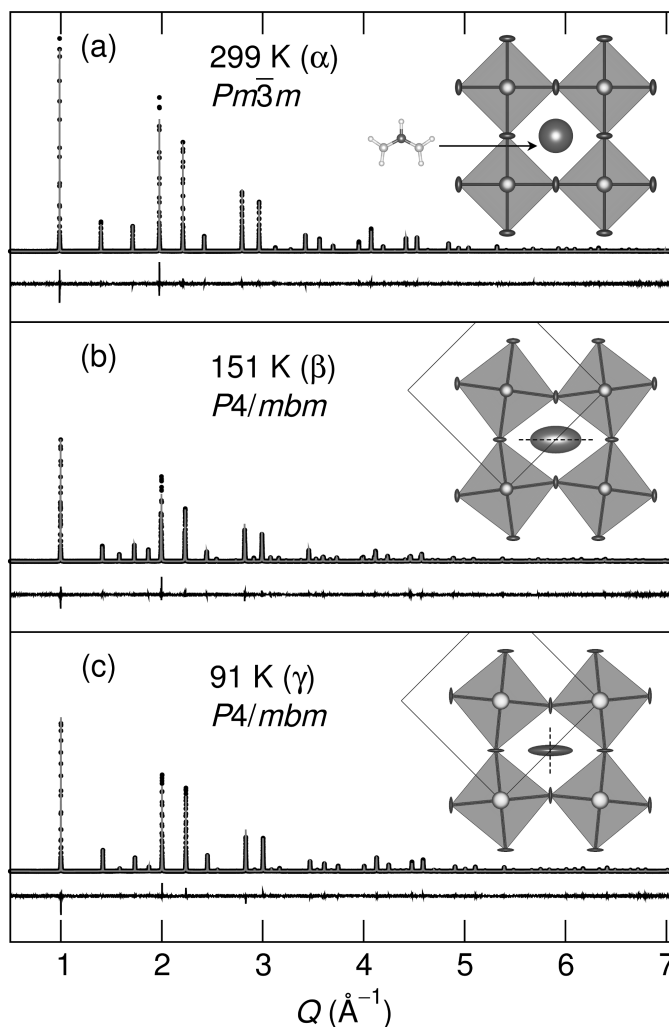 (a)
299 K (α)
Pm3̅m
(b)
151 K (β)
P4/mbm
(c)
91 K (γ)
P4/mbm
1 2 3 4 5 6 7
Q (Å⁻¹)